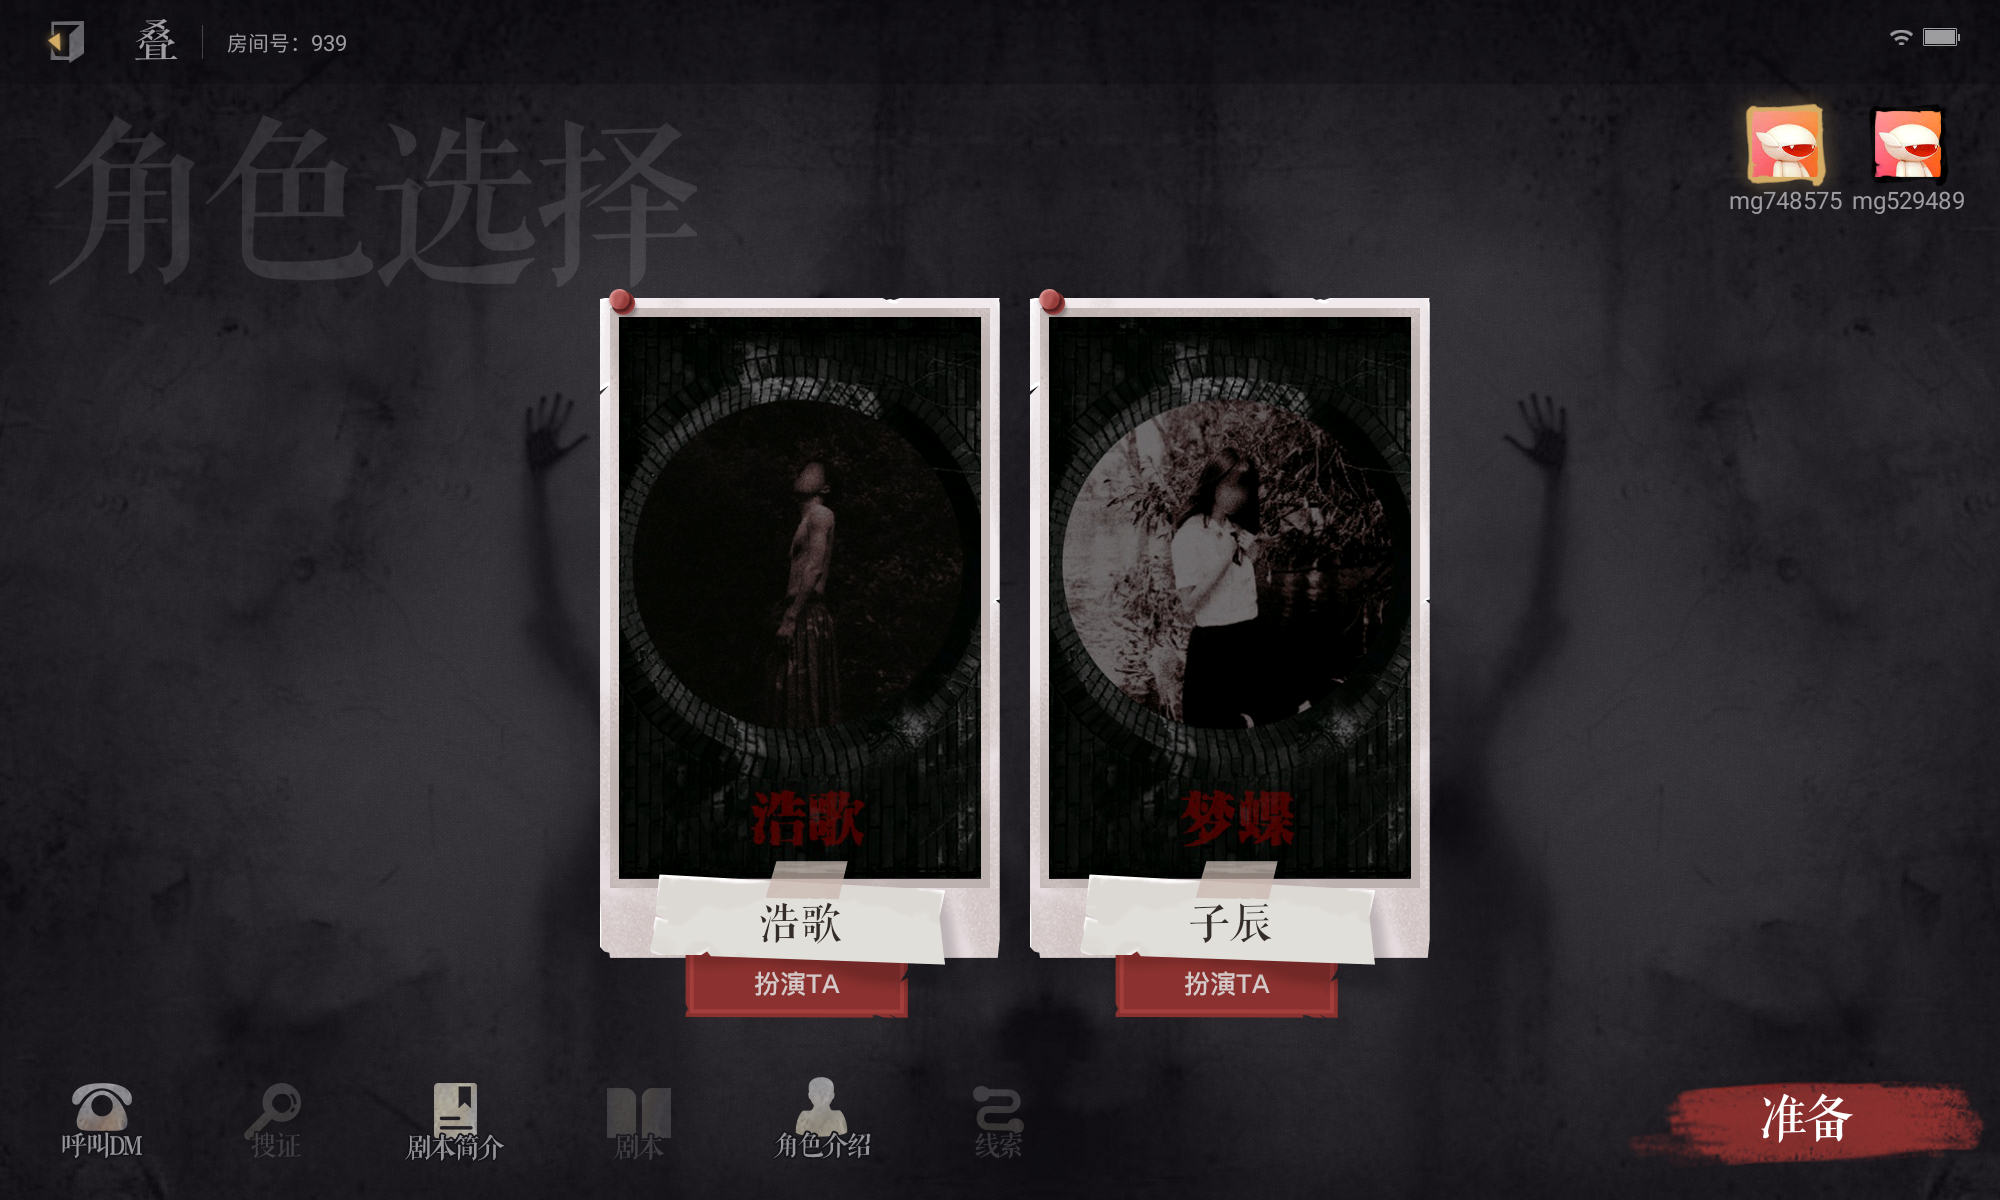 叠
房间号：939
角色选择
mg748575
mg529489
浩歌
浩歌
扮演TA
梦蝶
子辰
扮演TA
呼叫DM
搜证
剧本简介
剧本
角色介绍
线索
准备